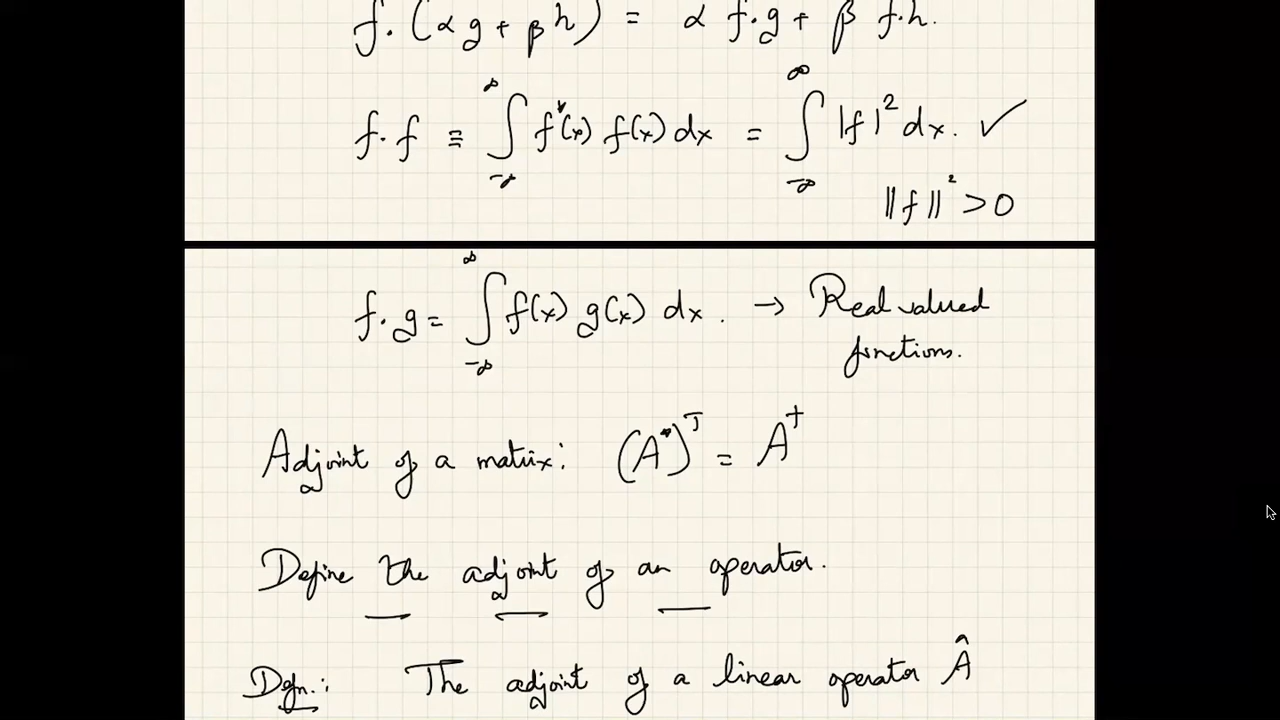 f.(αg + βh) = α f.g + β f.h.
f.f ≡ ∫_{-∞}^{∞} f*(x) f(x) dx = ∫_{-∞}^{∞} |f|² dx. ✓
||f||² > 0
f.g = ∫_{-∞}^{∞} f(x) g(x) dx. → Real valued
functions.
Adjoint of a matrix: (A*)ᵀ = A†
Define the adjoint of an operator.
Defn.: The adjoint of a linear operator Â